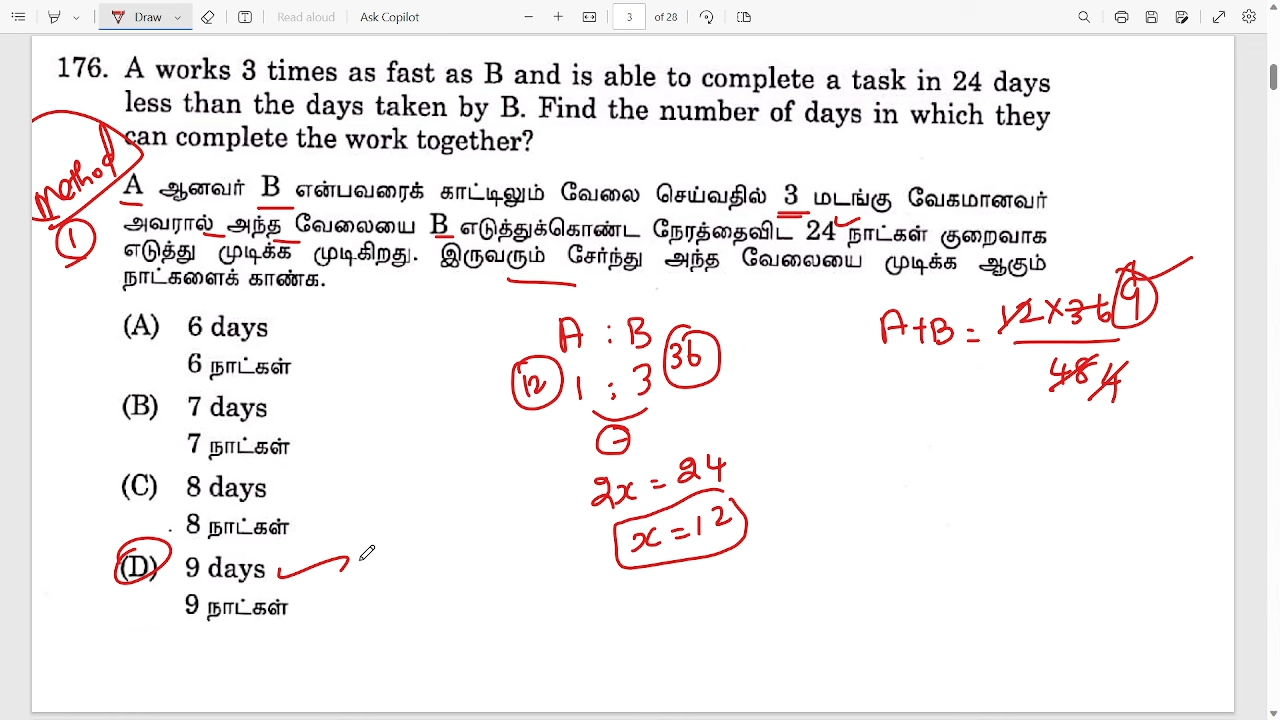 Draw
Read aloud
Ask Copilot
3
of 28
176. A works 3 times as fast as B and is able to complete a task in 24 days
less than the days taken by B. Find the number of days in which they
can complete the work together?
Method
1
A ஆனவர் B என்பவரைக் காட்டிலும் வேலை செய்வதில் 3 மடங்கு வேகமானவர்
அவரால் அந்த வேலையை B எடுத்துக்கொண்ட நேரத்தைவிட 24 நாட்கள் குறைவாக
எடுத்து முடிக்க முடிகிறது. இருவரும் சேர்ந்து அந்த வேலையை முடிக்க ஆகும்
நாட்களைக் காண்க.
(A) 6 days
6 நாட்கள்
(B) 7 days
7 நாட்கள்
(C) 8 days
8 நாட்கள்
(D) 9 days
9 நாட்கள்
A : B
12 1 : 3 36
-
2x = 24
x = 12
A+B = 12 x 36 9
48 4